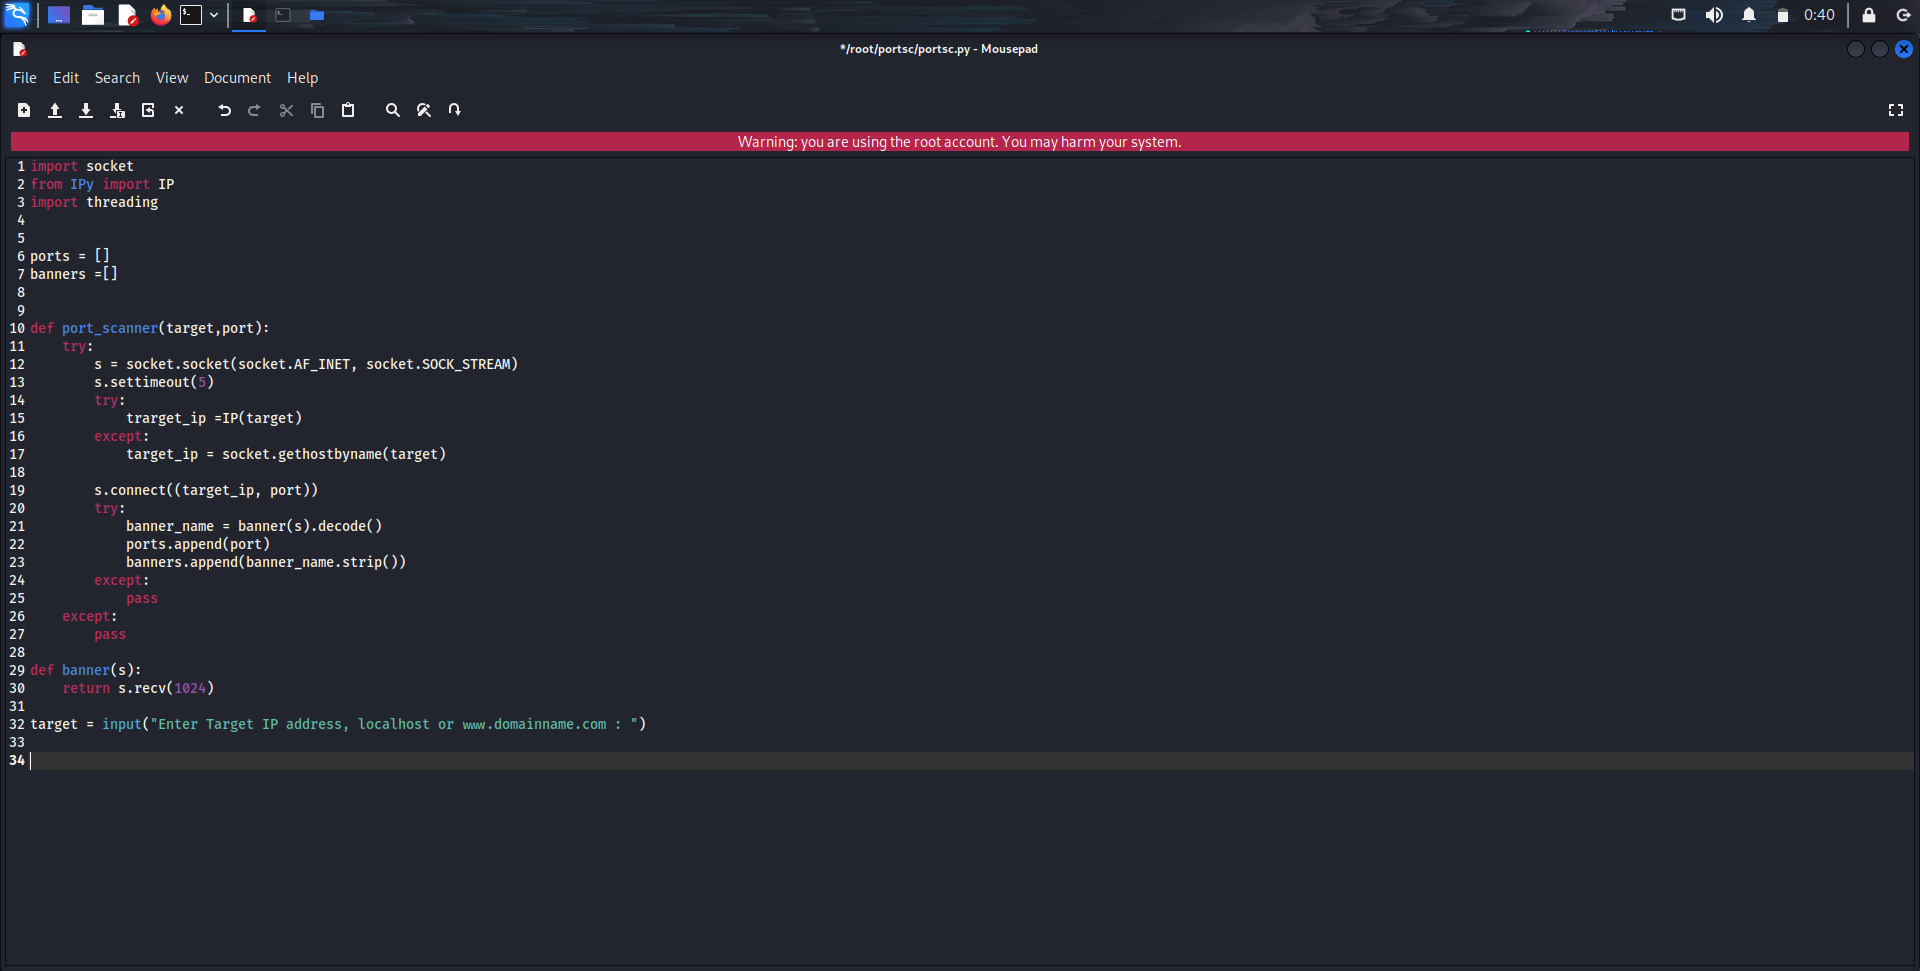 0:40
*/root/portsc/portsc.py - Mousepad
File Edit Search View Document Help
Warning: you are using the root account. You may harm your system.
1 import socket
2 from IPy import IP
3 import threading
4
5
6 ports = []
7 banners =[]
8
9
10 def port_scanner(target,port):
11     try:
12         s = socket.socket(socket.AF_INET, socket.SOCK_STREAM)
13         s.settimeout(5)
14         try:
15             trarget_ip =IP(target)
16         except:
17             target_ip = socket.gethostbyname(target)
18
19         s.connect((target_ip, port))
20         try:
21             banner_name = banner(s).decode()
22             ports.append(port)
23             banners.append(banner_name.strip())
24         except:
25             pass
26     except:
27         pass
28
29 def banner(s):
30     return s.recv(1024)
31
32 target = input("Enter Target IP address, localhost or www.domainname.com : ")
33
34